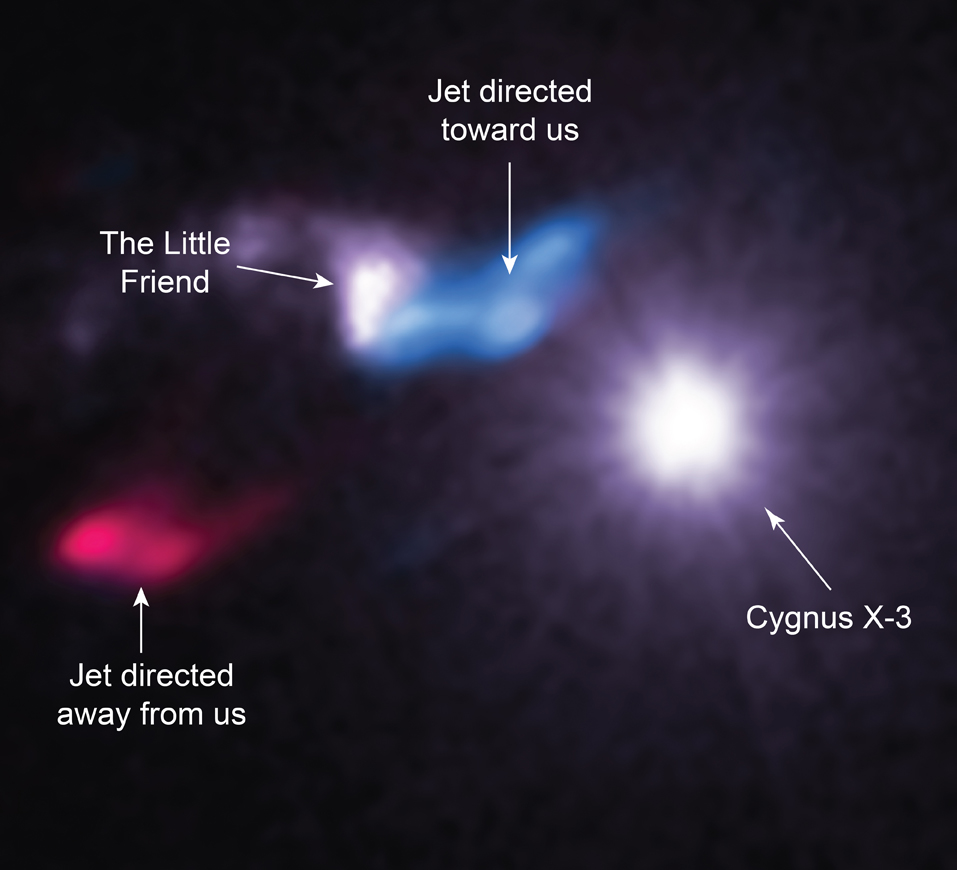 Jet directed
toward us
The Little
Friend
Cygnus X-3
Jet directed
away from us